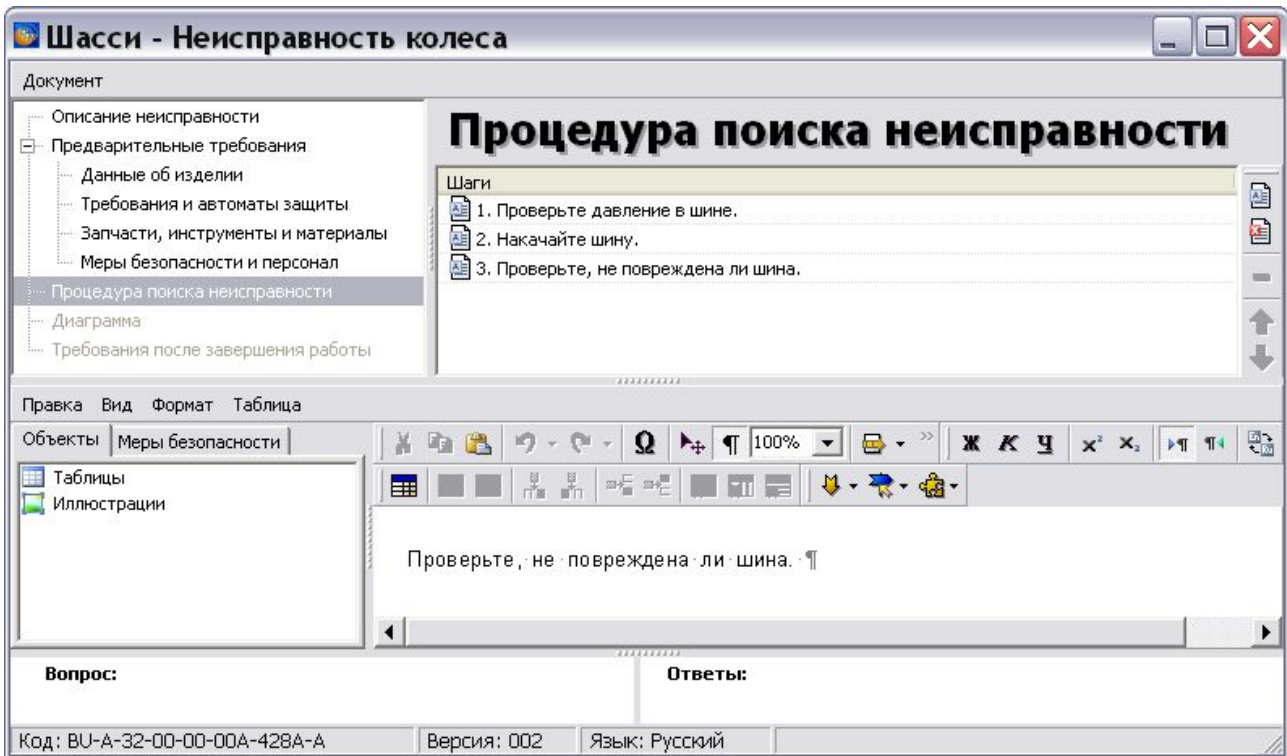 Шасси - Неисправность колеса
Документ
Описание неисправности
Предварительные требования
Данные об изделии
Требования и автоматы защиты
Запчасти, инструменты и материалы
Меры безопасности и персонал
Процедура поиска неисправности
Диаграмма
Требования после завершения работы
Процедура поиска неисправности
Шаги
1. Проверьте давление в шине.
2. Накачайте шину.
3. Проверьте, не повреждена ли шина.
Правка Вид Формат Таблица
Объекты Меры безопасности
Таблицы
Иллюстрации
Ω ¶ 100% » Ж К Ч x² x₂ ¶ ¶
Проверьте,·не·повреждена·ли·шина.·¶
Вопрос:
Ответы:
Код: BU-A-32-00-00-00A-428A-A Версия: 002 Язык: Русский